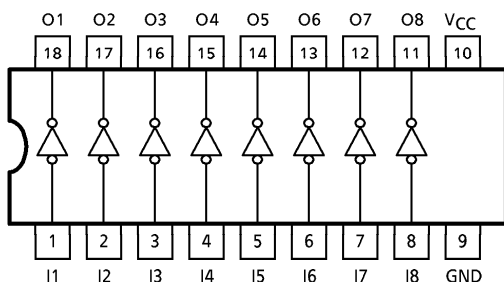 O1 O2 O3 O4 O5 O6 O7 O8 VCC
18 17 16 15 14 13 12 11 10
1 2 3 4 5 6 7 8 9
I1 I2 I3 I4 I5 I6 I7 I8 GND